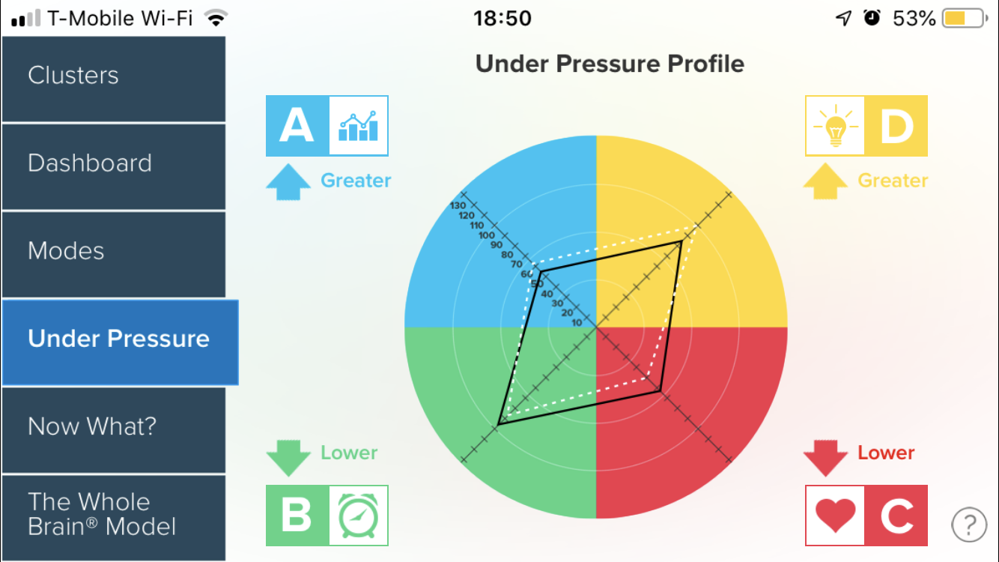 T-Mobile Wi-Fi
18:50
53%
Clusters
Dashboard
Modes
Under Pressure
Now What?
The Whole
Brain® Model
Under Pressure Profile
A
Greater
D
Greater
130
120
110
100
90
80
70
60
50
40
30
20
10
Lower
B
Lower
C
?